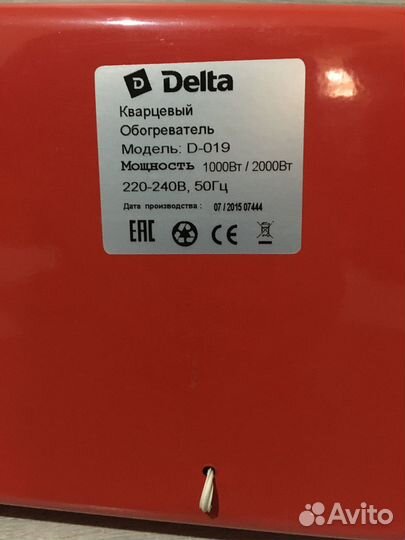 D Delta
Кварцевый
Обогреватель
Модель: D-019
Мощность 1000Вт / 2000Вт
220-240В, 50Гц
Дата производства : 07 / 2015 07444
EAC CE
Avito